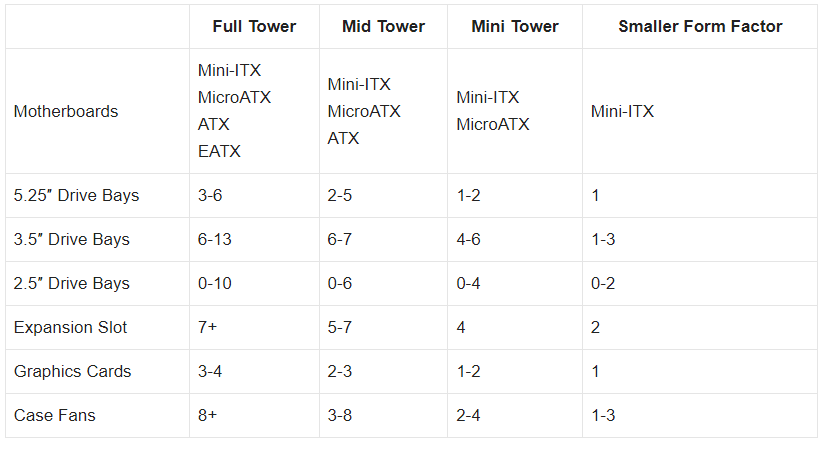 Full Tower Mid Tower Mini Tower Smaller Form Factor
Motherboards
Mini-ITX
MicroATX
ATX
EATX
Mini-ITX
MicroATX
ATX
Mini-ITX
MicroATX
Mini-ITX
5.25″ Drive Bays 3-6 2-5 1-2 1
3.5″ Drive Bays 6-13 6-7 4-6 1-3
2.5″ Drive Bays 0-10 0-6 0-4 0-2
Expansion Slot 7+ 5-7 4 2
Graphics Cards 3-4 2-3 1-2 1
Case Fans 8+ 3-8 2-4 1-3